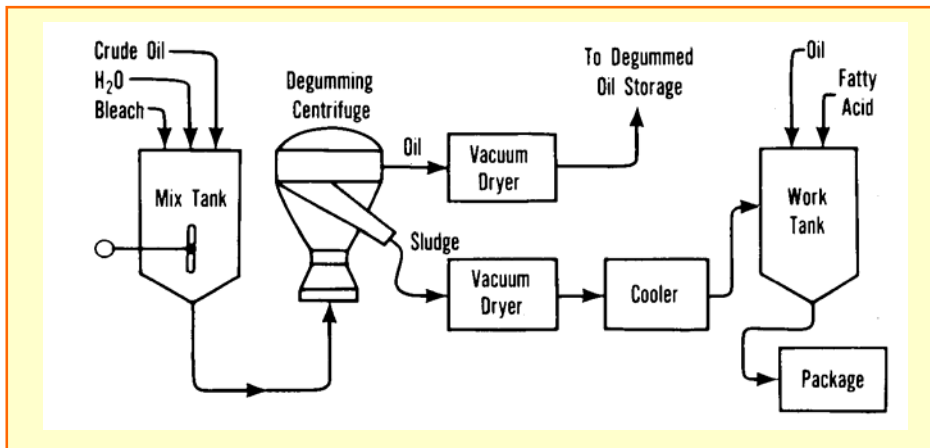 Crude Oil
H₂O
Bleach
Mix Tank
Degumming
Centrifuge
Oil
Vacuum
Dryer
To Degummed
Oil Storage
Sludge
Vacuum
Dryer
Cooler
Oil
Fatty
Acid
Work
Tank
Package